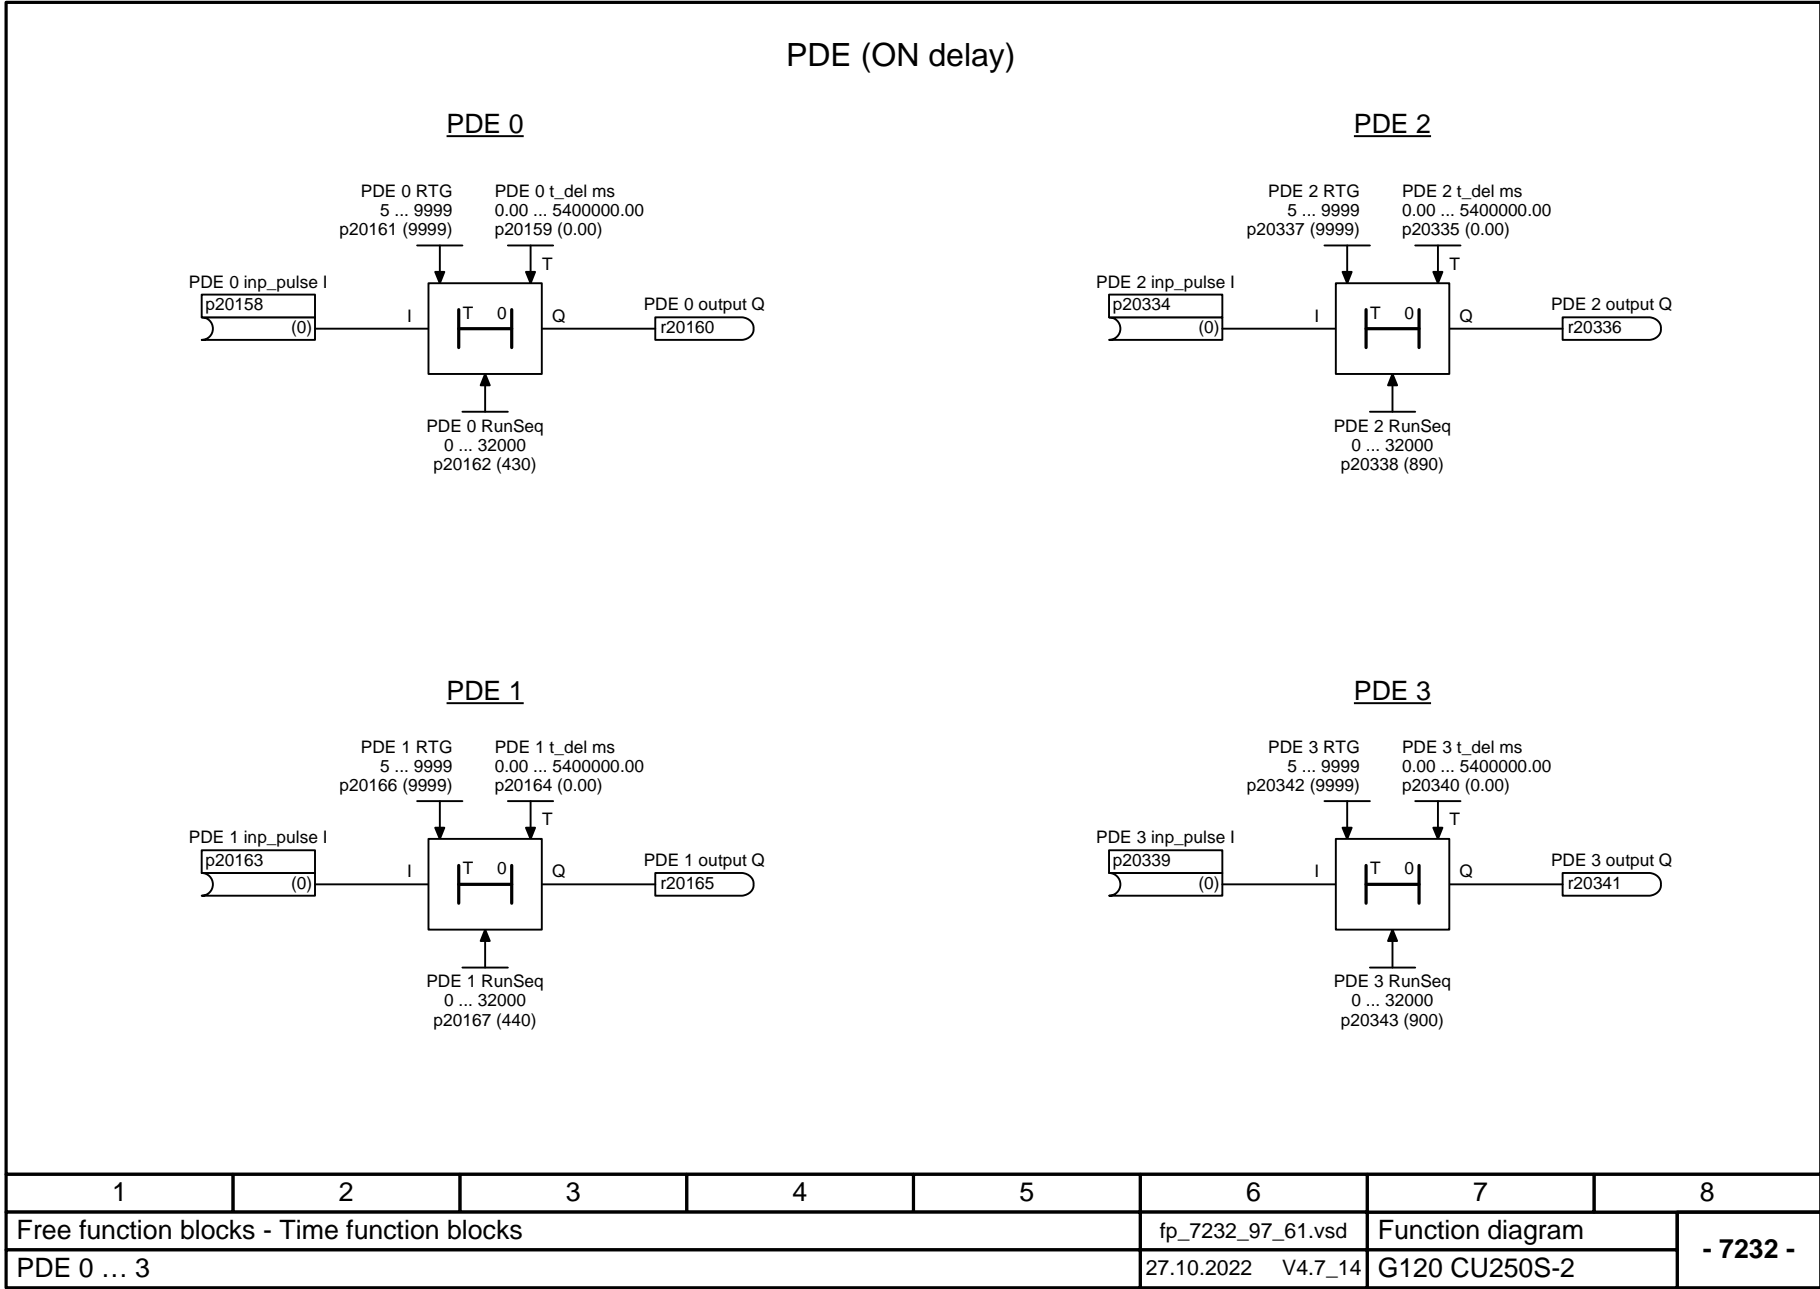 PDE (ON delay)
PDE 0
PDE 0 RTG
5 ... 9999
p20161 (9999)
PDE 0 t_del ms
0.00 ... 5400000.00
p20159 (0.00)
T
PDE 0 inp_pulse I
p20158
(0)
I
T 0
Q
PDE 0 output Q
r20160
PDE 0 RunSeq
0 ... 32000
p20162 (430)
PDE 2
PDE 2 RTG
5 ... 9999
p20337 (9999)
PDE 2 t_del ms
0.00 ... 5400000.00
p20335 (0.00)
T
PDE 2 inp_pulse I
p20334
(0)
I
T 0
Q
PDE 2 output Q
r20336
PDE 2 RunSeq
0 ... 32000
p20338 (890)
PDE 1
PDE 1 RTG
5 ... 9999
p20166 (9999)
PDE 1 t_del ms
0.00 ... 5400000.00
p20164 (0.00)
T
PDE 1 inp_pulse I
p20163
(0)
I
T 0
Q
PDE 1 output Q
r20165
PDE 1 RunSeq
0 ... 32000
p20167 (440)
PDE 3
PDE 3 RTG
5 ... 9999
p20342 (9999)
PDE 3 t_del ms
0.00 ... 5400000.00
p20340 (0.00)
T
PDE 3 inp_pulse I
p20339
(0)
I
T 0
Q
PDE 3 output Q
r20341
PDE 3 RunSeq
0 ... 32000
p20343 (900)
1 2 3 4 5 6 7 8
Free function blocks - Time function blocks
fp_7232_97_61.vsd
Function diagram
- 7232 -
PDE 0 … 3
27.10.2022 V4.7_14
G120 CU250S-2